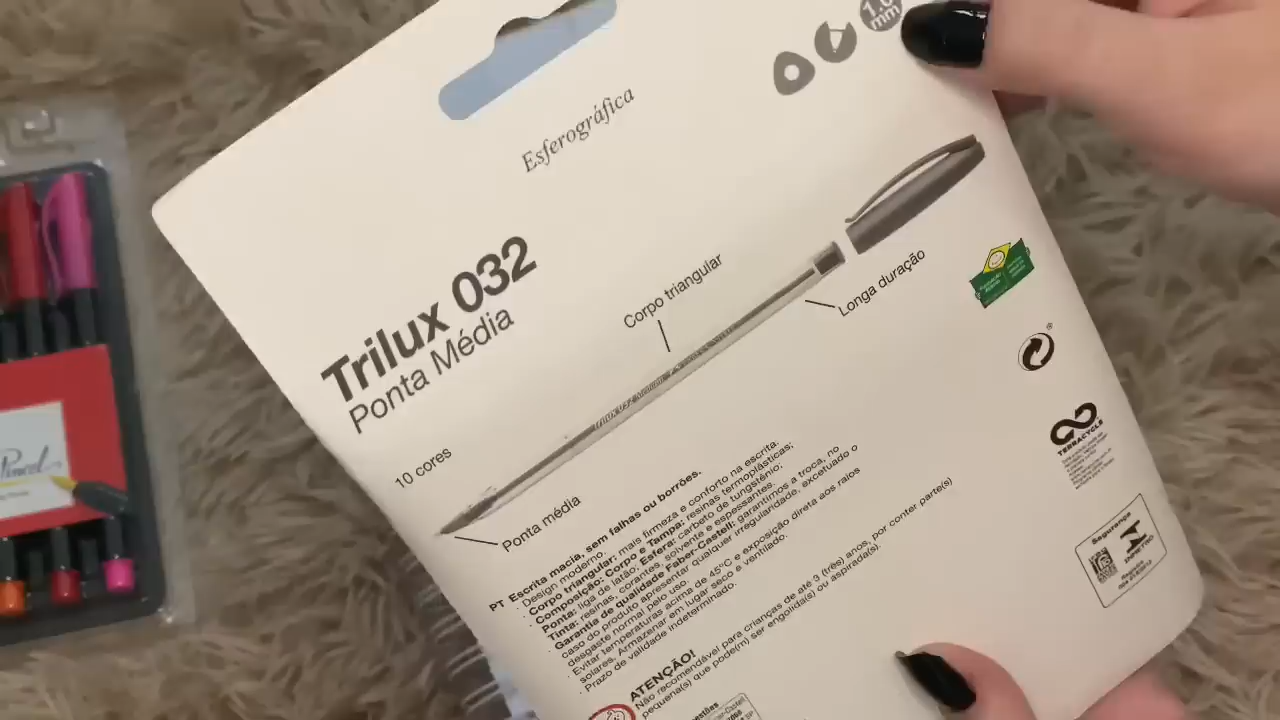 1.0
mm
Esferográfica
Trilux 032
Ponta Média
Corpo triangular
Longa duração
10 cores
Ponta média
PT Escrita macia, sem falhas ou borrões.
· Design moderno.
· Corpo triangular: mais firmeza e conforto na escrita.
Composição: Corpo e Tampa: resinas termoplásticas;
Ponta: liga de latão; Esfera: carbeto de tungstênio;
Tinta: resinas, corantes, solvente e espessantes.
· Garantia de qualidade Faber-Castell: garantimos a troca, no
caso do produto apresentar qualquer irregularidade, excetuado o
desgaste normal pelo uso.
· Evitar temperaturas acima de 45°C e exposição direta aos raios
solares. Armazenar em lugar seco e ventilado.
· Prazo de validade indeterminado.
ATENÇÃO!
Não recomendável para crianças de até 3 (três) anos, por conter parte(s)
pequena(s) que pode(m) ser engolida(s) ou aspirada(s).
TERRACYCLE
Segurança
INMETRO
Pencel